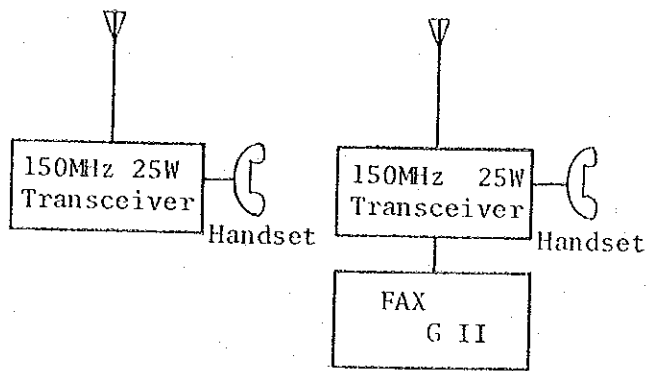 150MHz 25W
Transceiver
Handset
150MHz 25W
Transceiver
Handset
FAX
G II